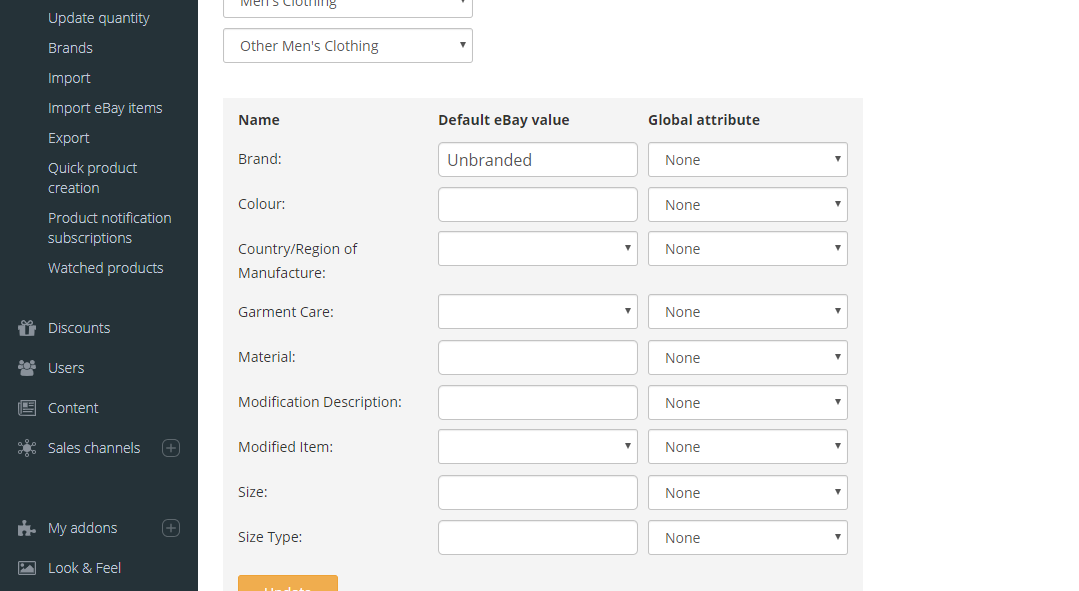 Update quantity
Brands
Import
Import eBay items
Export
Quick product
creation
Product notification
subscriptions
Watched products
Discounts
Users
Content
Sales channels
My addons
Look & Feel
Men's Clothing
Other Men's Clothing
Name Default eBay value Global attribute
Brand: Unbranded None
Colour: None
Country/Region of None
Manufacture:
Garment Care: None
Material: None
Modification Description: None
Modified Item: None
Size: None
Size Type: None
Update